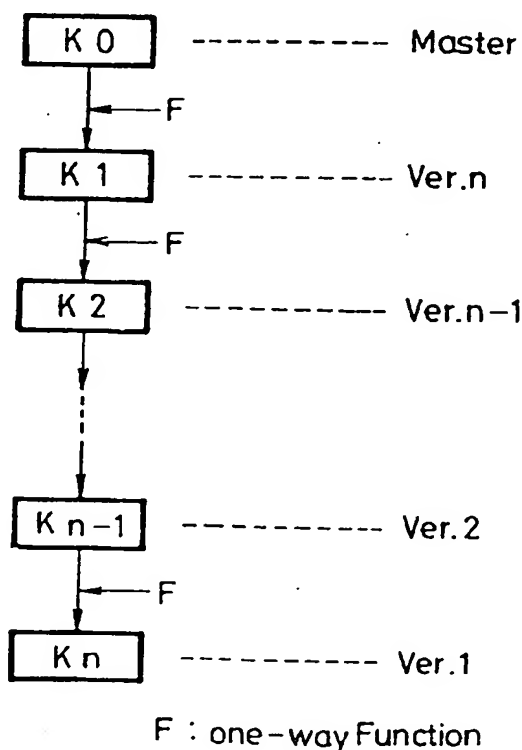 K 0 Master
F
K 1 Ver.n
F
K 2 Ver.n-1
K n-1 Ver.2
F
K n Ver.1
F : one-way Function